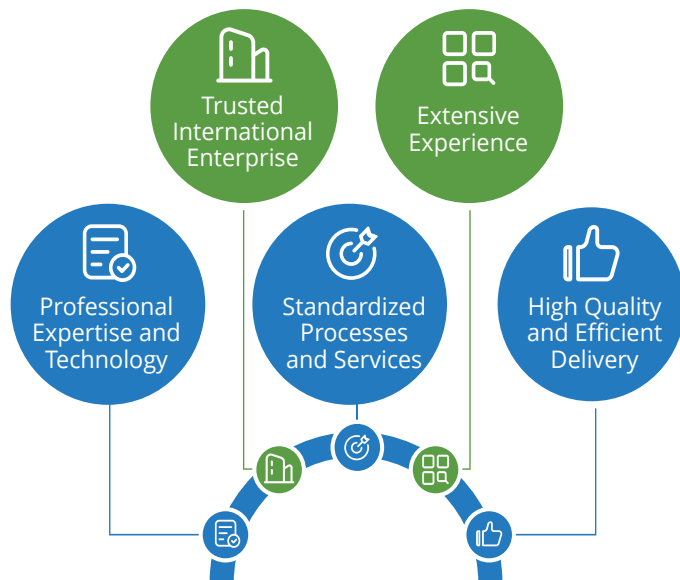 Trusted
International
Enterprise
Extensive
Experience
Professional
Expertise and
Technology
Standardized
Processes
and Services
High Quality
and Efficient
Delivery